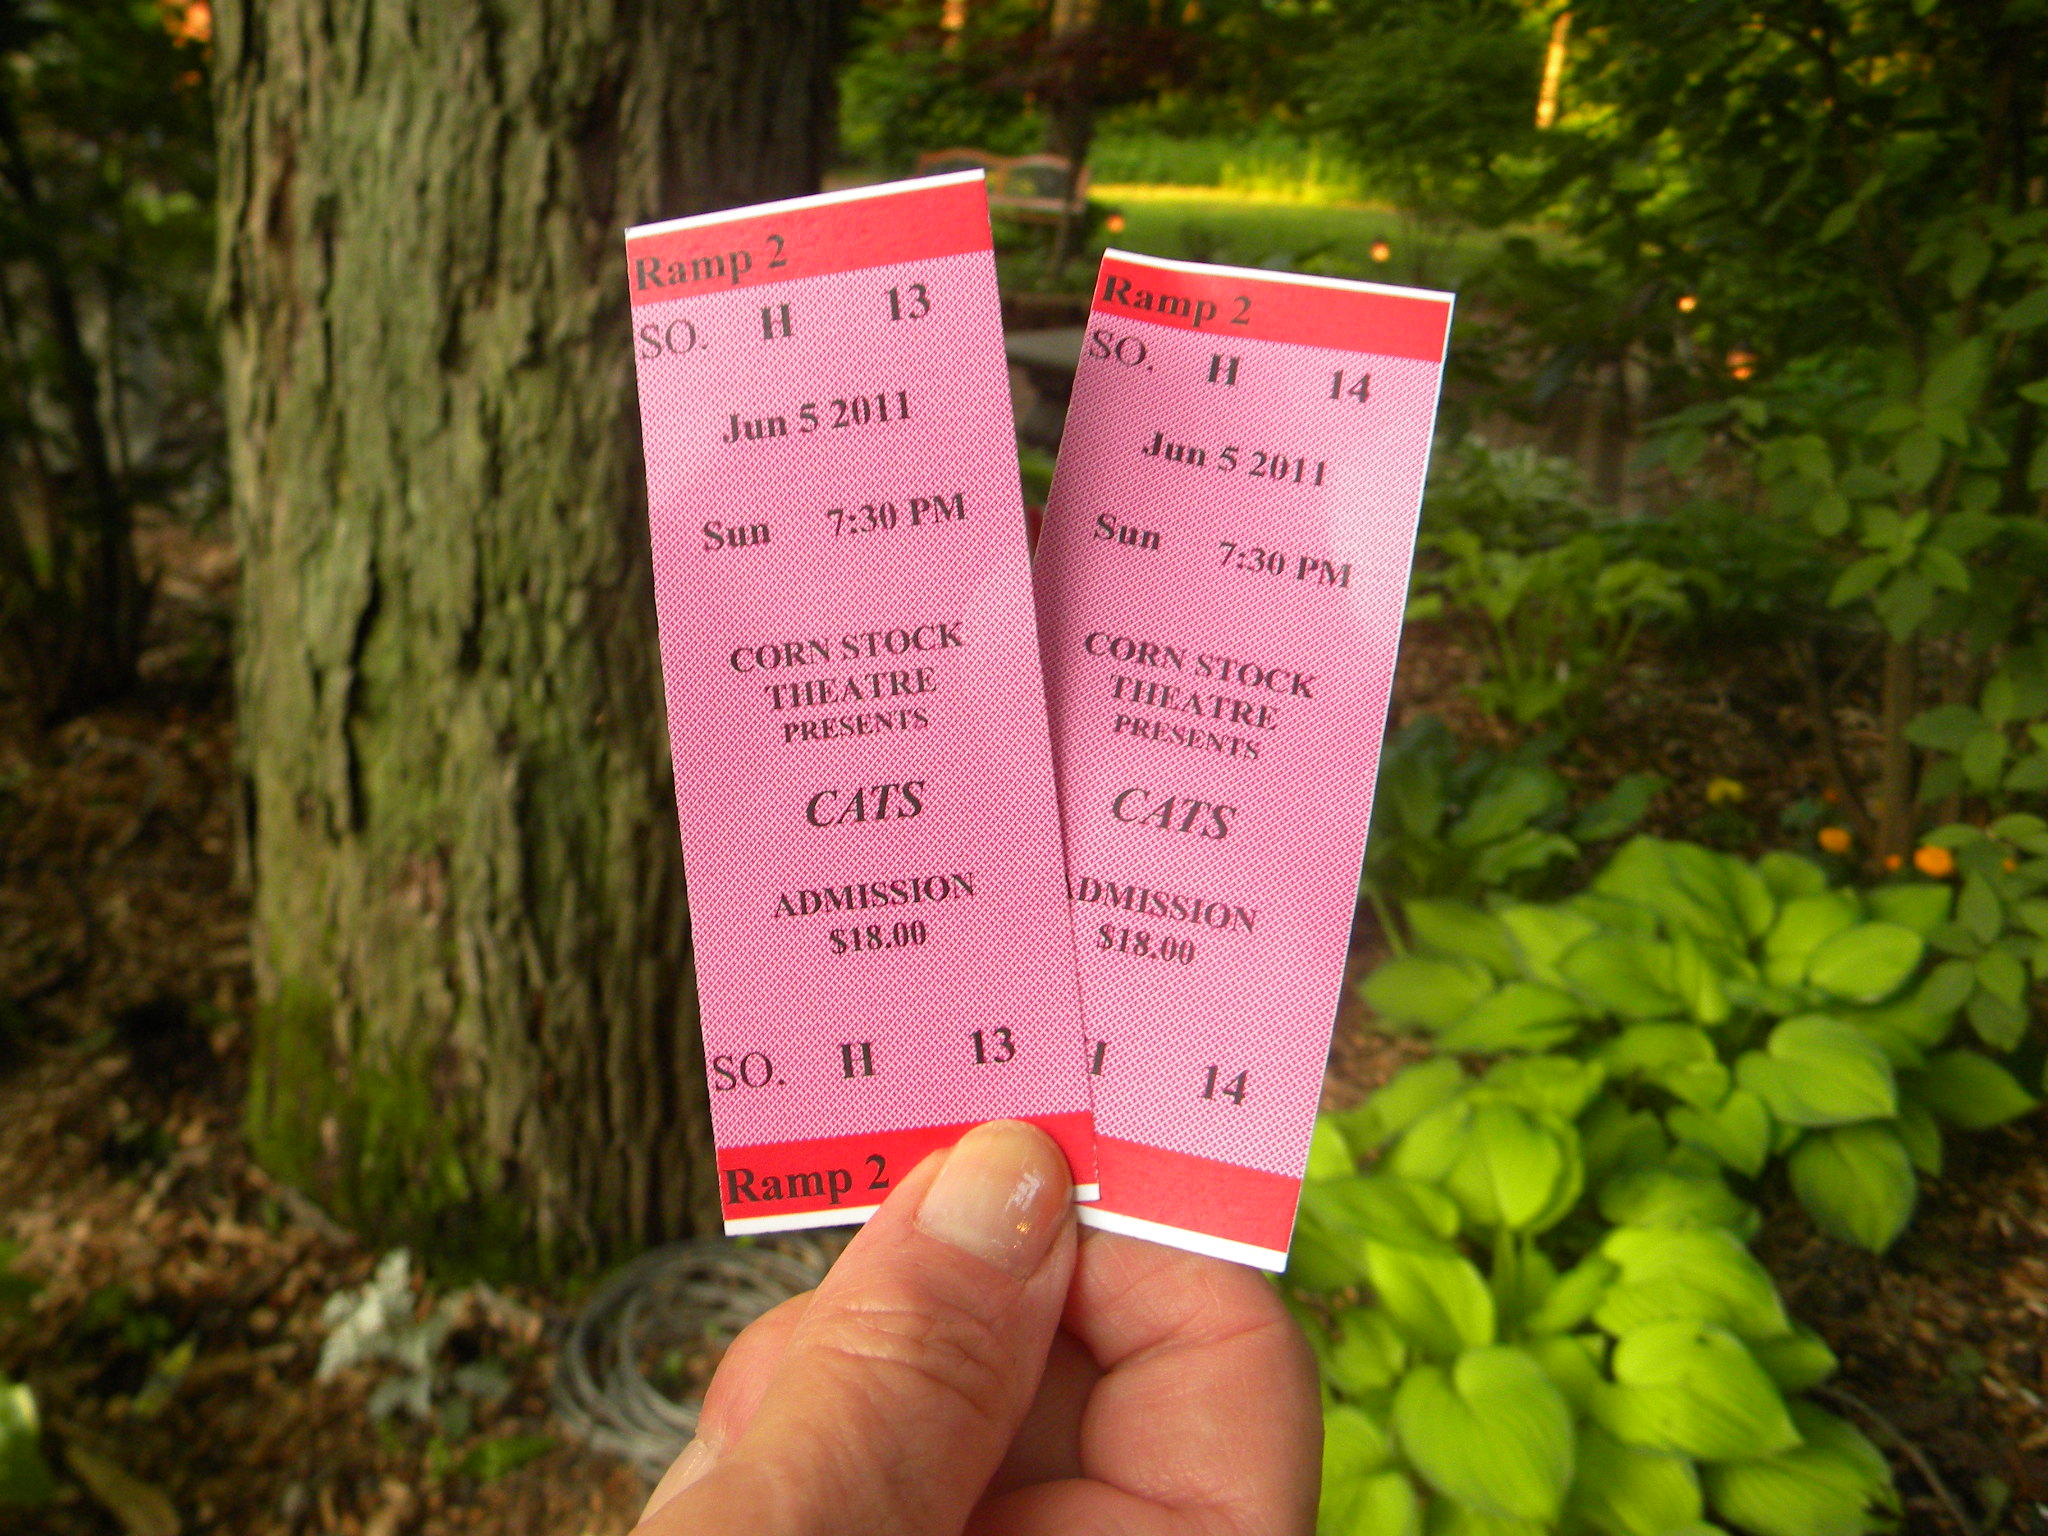 Ramp 2
SO. H 13
Jun 5 2011
Sun 7:30 PM
CORN STOCK
THEATRE
PRESENTS
CATS
ADMISSION
$18.00
SO. H 13
Ramp 2
Ramp 2
SO. H 14
Jun 5 2011
Sun 7:30 PM
CORN STOCK
THEATRE
PRESENTS
CATS
ADMISSION
$18.00
H 14